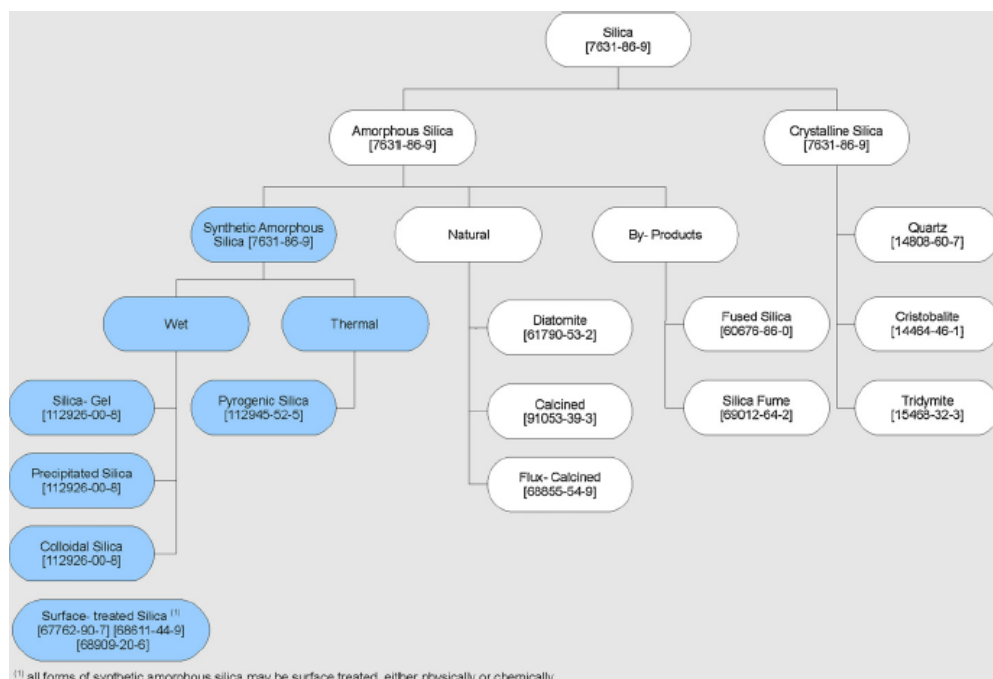 Silica
[7631-86-9]
Amorphous Silica
[7631-86-9]
Crystalline Silica
[7631-86-9]
Synthetic Amorphous
Silica [7631-86-9]
Natural
By- Products
Quartz
[14808-60-7]
Wet
Thermal
Diatomite
[61790-53-2]
Fused Silica
[60676-86-0]
Cristobalite
[14464-46-1]
Silica- Gel
[112926-00-8]
Pyrogenic Silica
[112945-52-5]
Calcined
[91053-39-3]
Silica Fume
[69012-64-2]
Tridymite
[15468-32-3]
Precipitated Silica
[112926-00-8]
Flux- Calcined
[68855-54-9]
Colloidal Silica
[112926-00-8]
Surface- treated Silica (1)
[67762-90-7] [68611-44-9]
[68909-20-6]
(1) all forms of synthetic amorphous silica may be surface treated, either physically or chemically